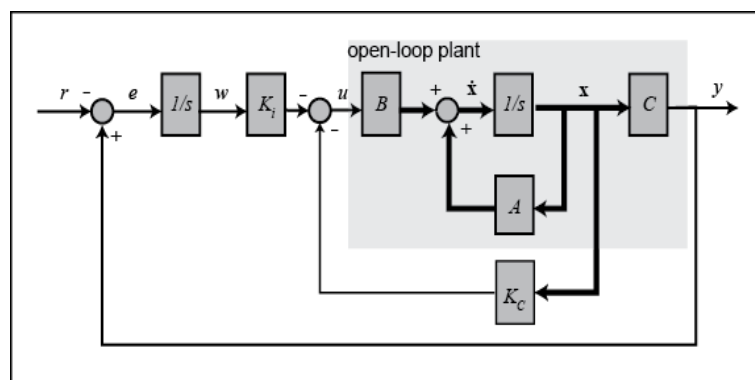 open-loop plant
r - e 1/s w K_i - u B + ẋ 1/s x C y
+ - +
A
K_C